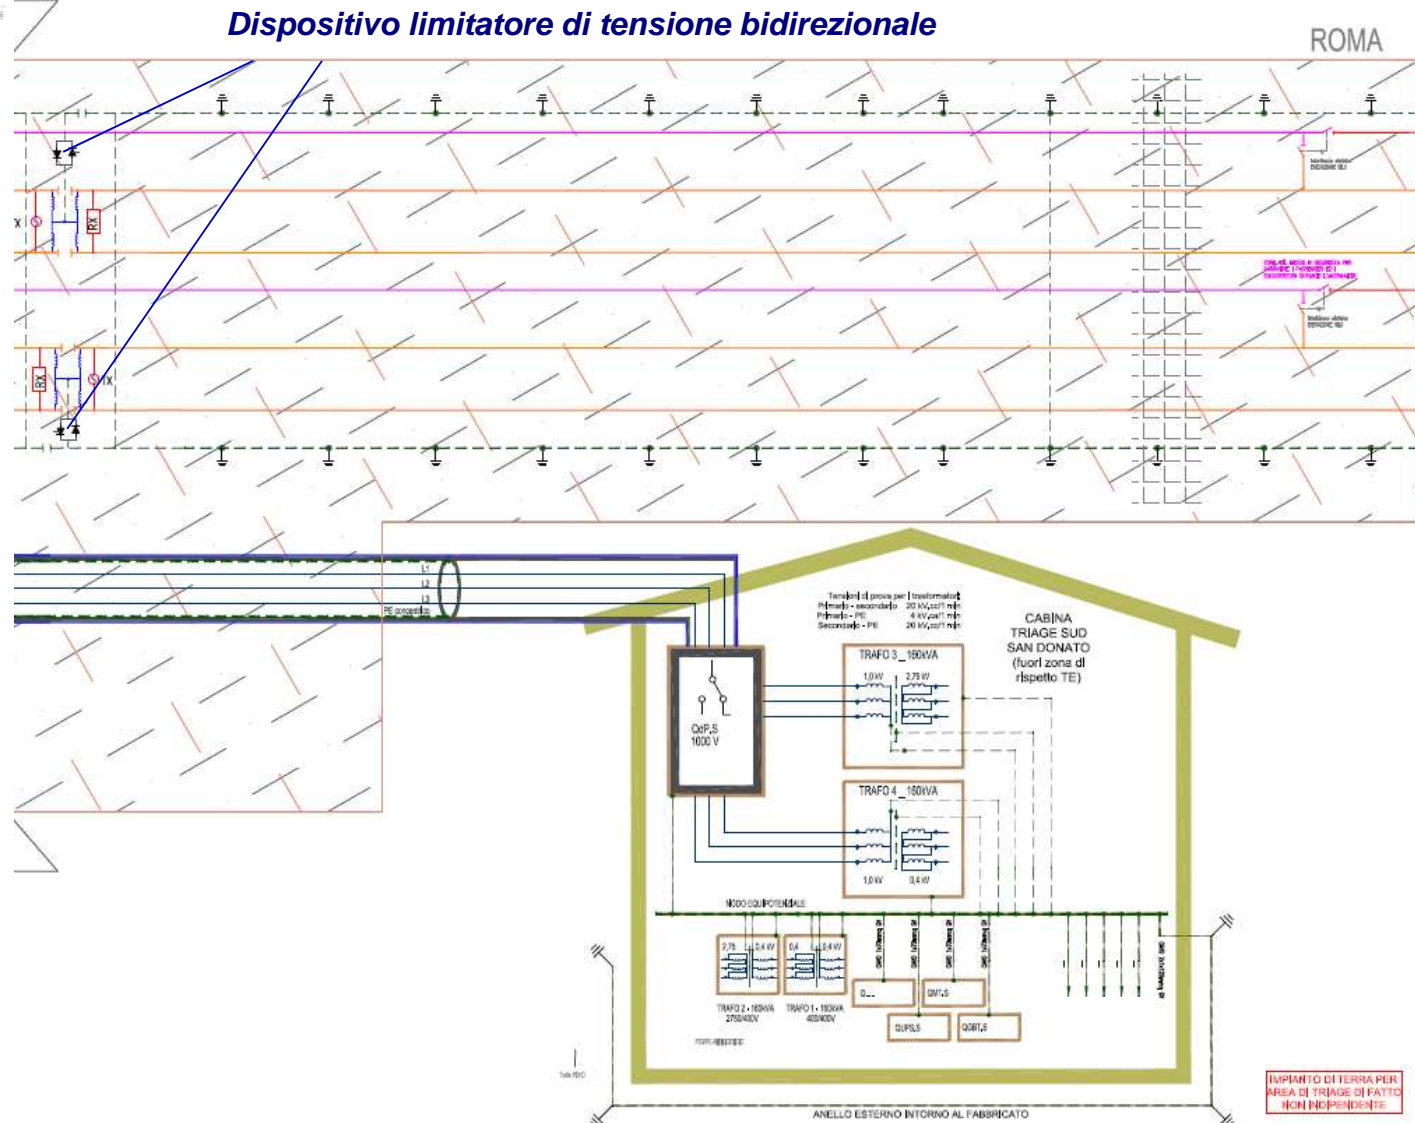 Dispositivo limitatore di tensione bidirezionale
ROMA
X
RX
RX
TX
L1
L2
L3
PE concentrico
Tensioni di prova per i trasformatori:
Primario - secondario 20 kV,ca/1 min
Primario - PE 4 kV,ca/1 min
Secondario - PE 20 kV,ca/1 min
CABINA
TRIAGE SUD
SAN DONATO
(fuori zona di
rispetto TE)
QdP,S
1000 V
TRAFO 3_160kVA
1,0 kV 2,75 kV
TRAFO 4_160kVA
1,0 kV 0,4 kV
NODO EQUIPOTENZIALE
2,75 0,4 kV
0,4 0,4 kV
TRAFO 2 - 160kVA
2750/400V
TRAFO 1 - 160kVA
400/400V
QMT.S
QUPS.S
QGBT.S
ANELLO ESTERNO INTORNO AL FABBRICATO
IMPIANTO DI TERRA PER
AREA DI TRIAGE DI FATTO
NON INDIPENDENTE